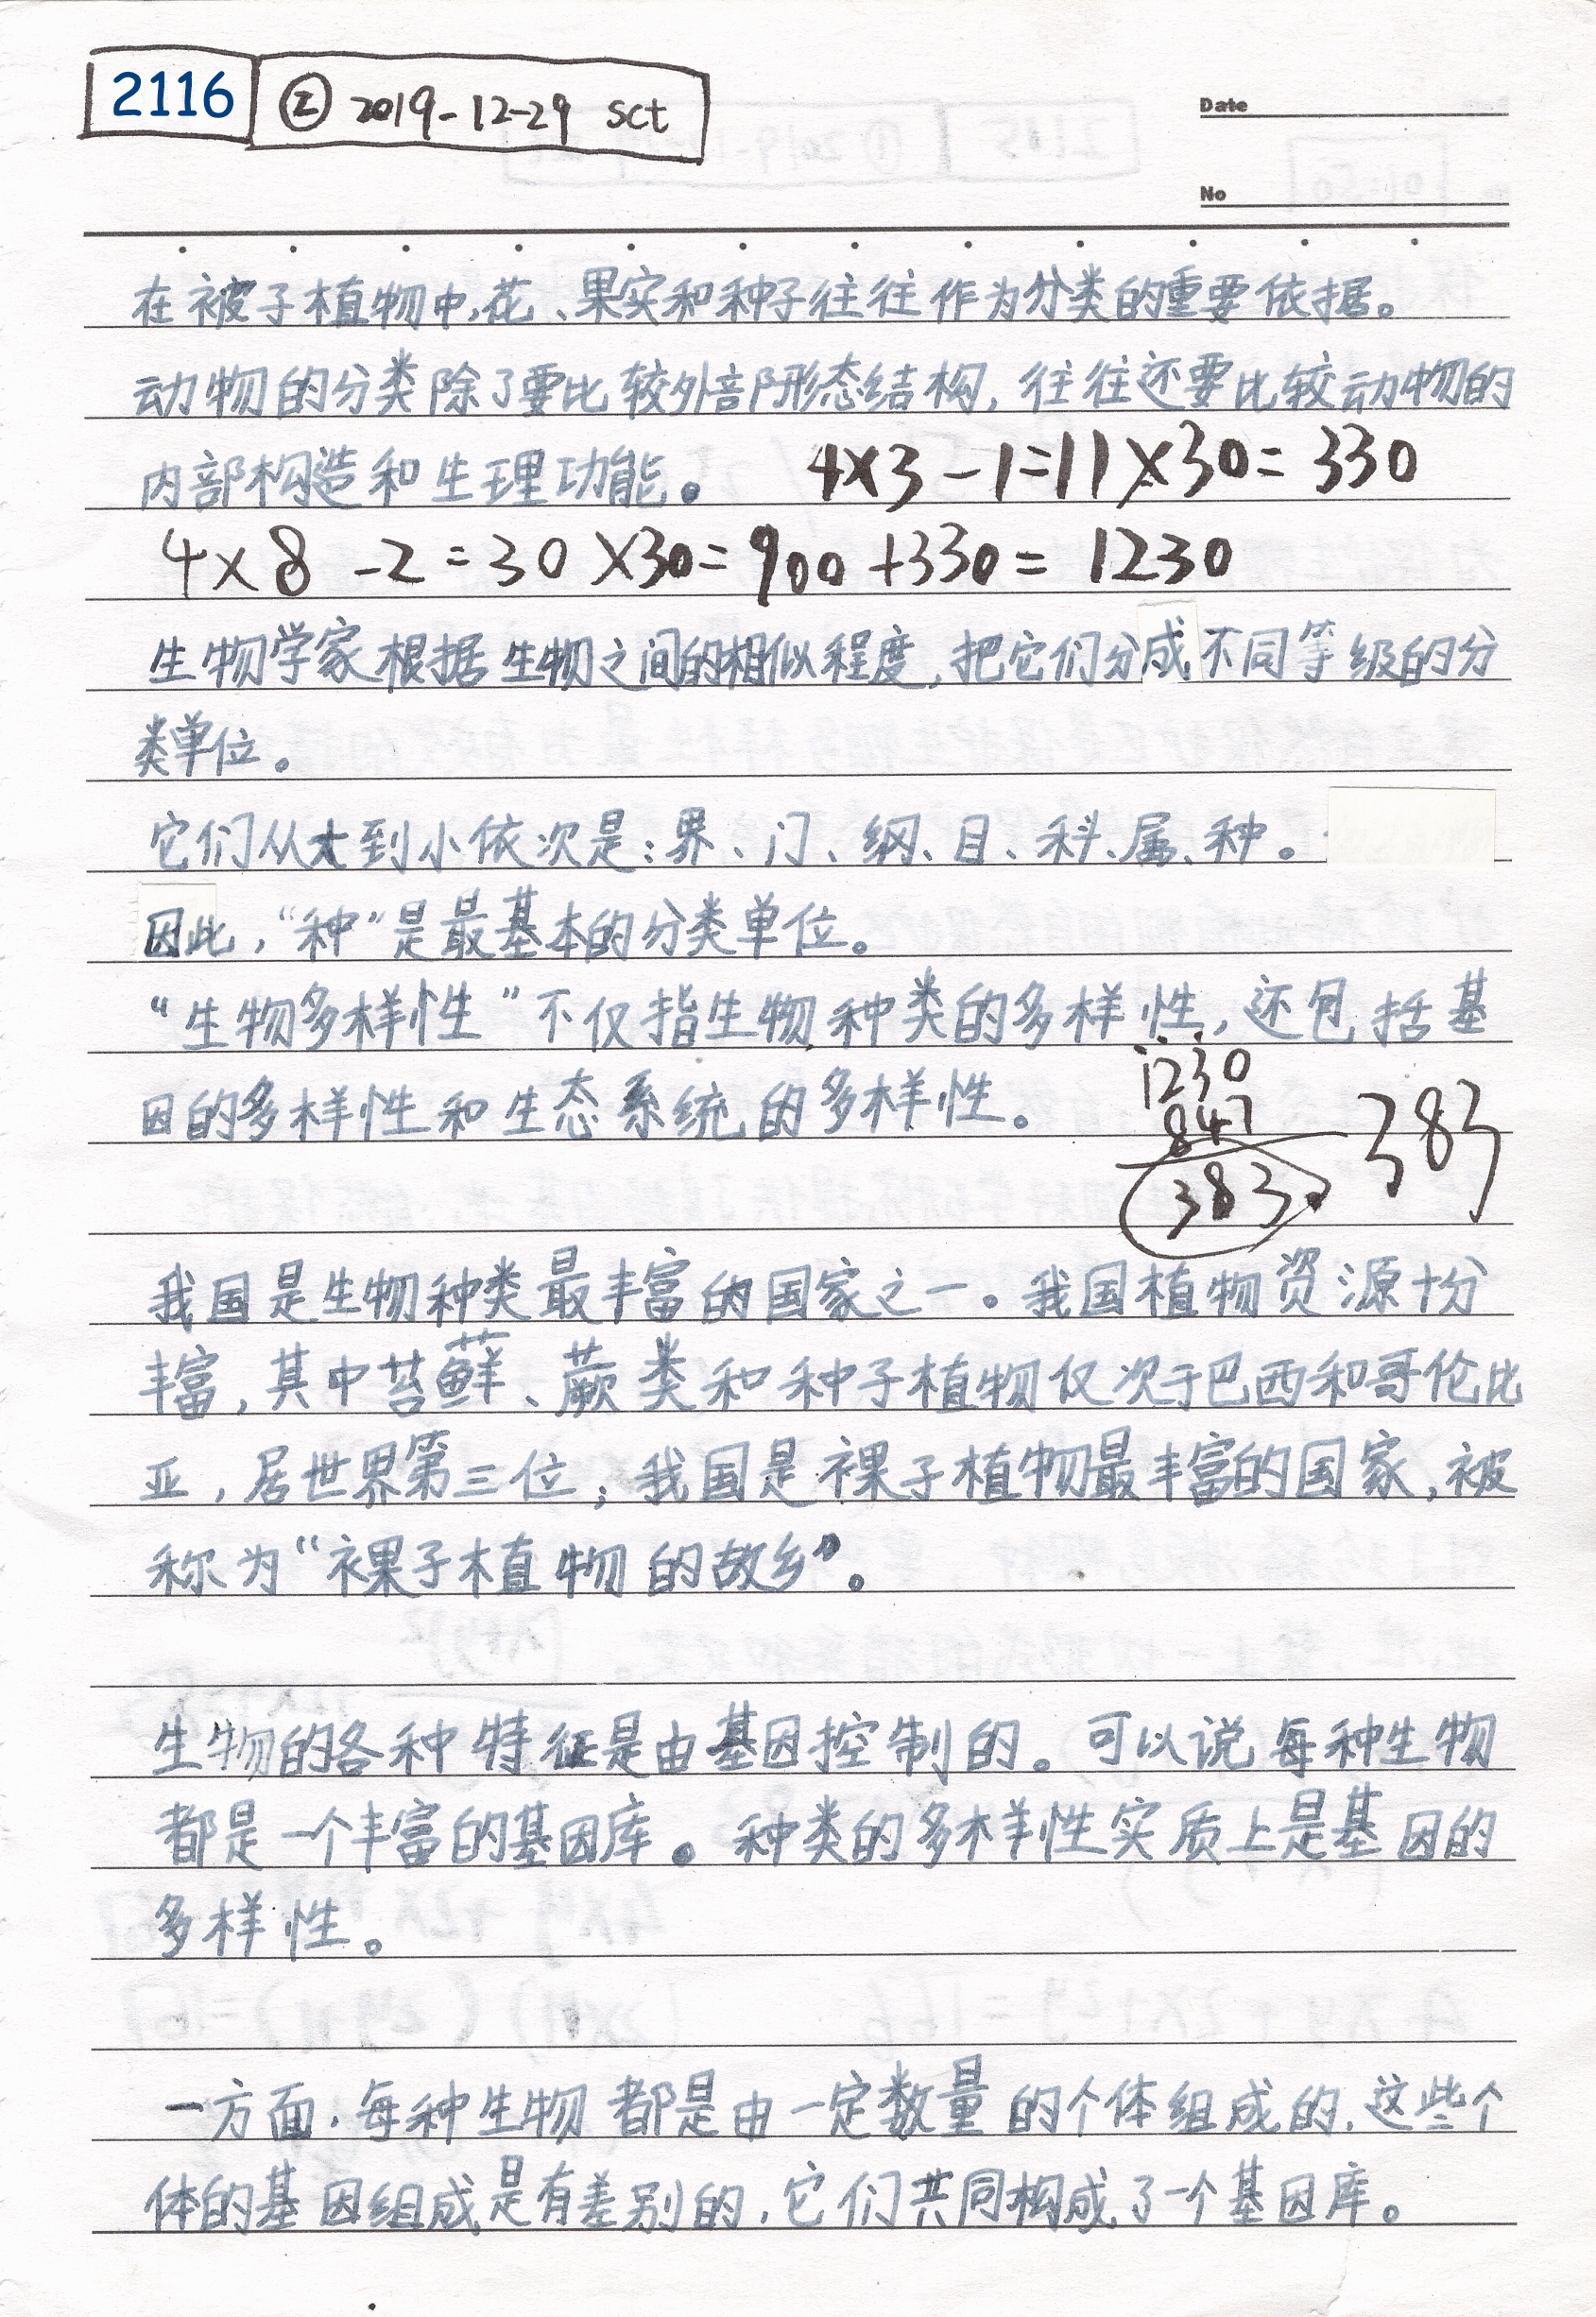 2116 ② 2019-12-29 sct
Date
No
在被子植物中,花、果实和种子往往作为分类的重要依据。
动物的分类除了要比较外部形态结构,往往还要比较动物的
内部构造和生理功能。 4×3-1=11×30=330
4×8-2=30×30=900+330=1230
生物学家根据生物之间的相似程度,把它们分成不同等级的分
类单位。
它们从大到小依次是:界、门、纲、目、科、属、种。
因此,“种”是最基本的分类单位。
“生物多样性”不仅指生物种类的多样性,还包括基
因的多样性和生态系统的多样性。
1230
847
383 383
我国是生物种类最丰富的国家之一。我国植物资源十分
丰富,其中苔藓、蕨类和种子植物仅次于巴西和哥伦比
亚,居世界第三位;我国是裸子植物最丰富的国家,被
称为“裸子植物的故乡”。
生物的各种特征是由基因控制的。可以说每种生物
都是一个丰富的基因库。种类的多样性实质上是基因的
多样性。
一方面,每种生物都是由一定数量的个体组成的,这些个
体的基因组成是有差别的,它们共同构成了一个基因库。